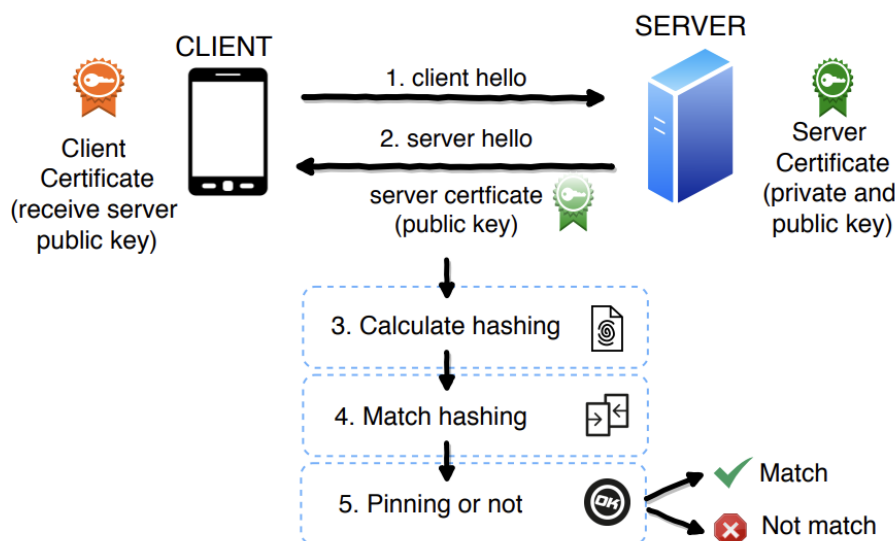 CLIENT
SERVER
1. client hello
2. server hello
Client
Certificate
(receive server
public key)
server certficate
(public key)
Server
Certificate
(private and
public key)
3. Calculate hashing
4. Match hashing
5. Pinning or not
OK
Match
Not match